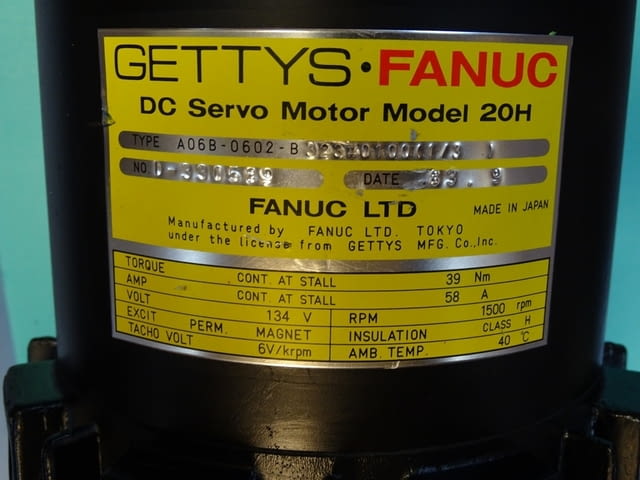 GETTYS·FANUC
DC Servo Motor Model 20H
TYPE A06B-0602-B
NO
DATE 83. 9
FANUC LTD MADE IN JAPAN
Manufactured by FANUC LTD. TOKYO
under the license from GETTYS MFG. Co.,Inc.
TORQUE CONT. AT STALL 39 Nm
AMP CONT. AT STALL 58 A
VOLT 134 V RPM 1500 rpm
EXCIT PERM. MAGNET INSULATION CLASS H
TACHO VOLT 6V/krpm AMB. TEMP. 40 °C